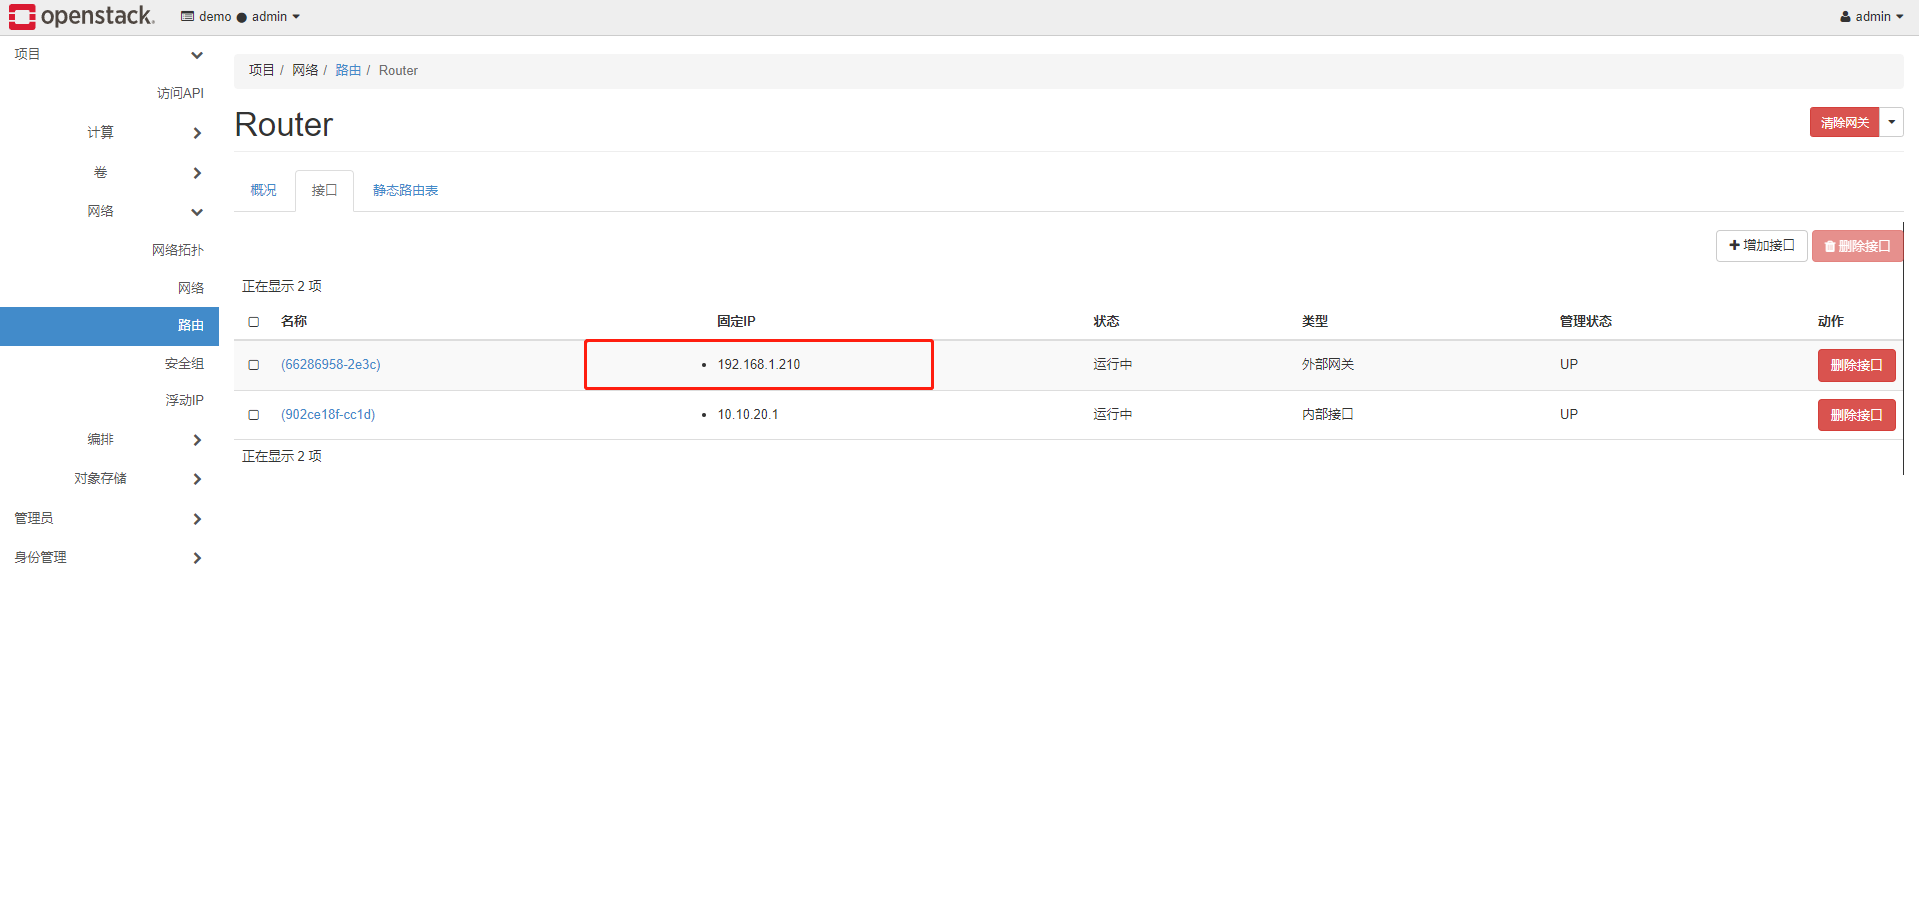 openstack. demo ● admin admin
项目
访问API
计算
卷
网络
网络拓扑
网络
路由
安全组
浮动IP
编排
对象存储
管理员
身份管理
项目 / 网络 / 路由 / Router
Router
清除网关
概况 接口 静态路由表
增加接口 删除接口
正在显示 2 项
名称 固定IP 状态 类型 管理状态 动作
(66286958-2e3c) • 192.168.1.210 运行中 外部网关 UP 删除接口
(902ce18f-cc1d) • 10.10.20.1 运行中 内部接口 UP 删除接口
正在显示 2 项